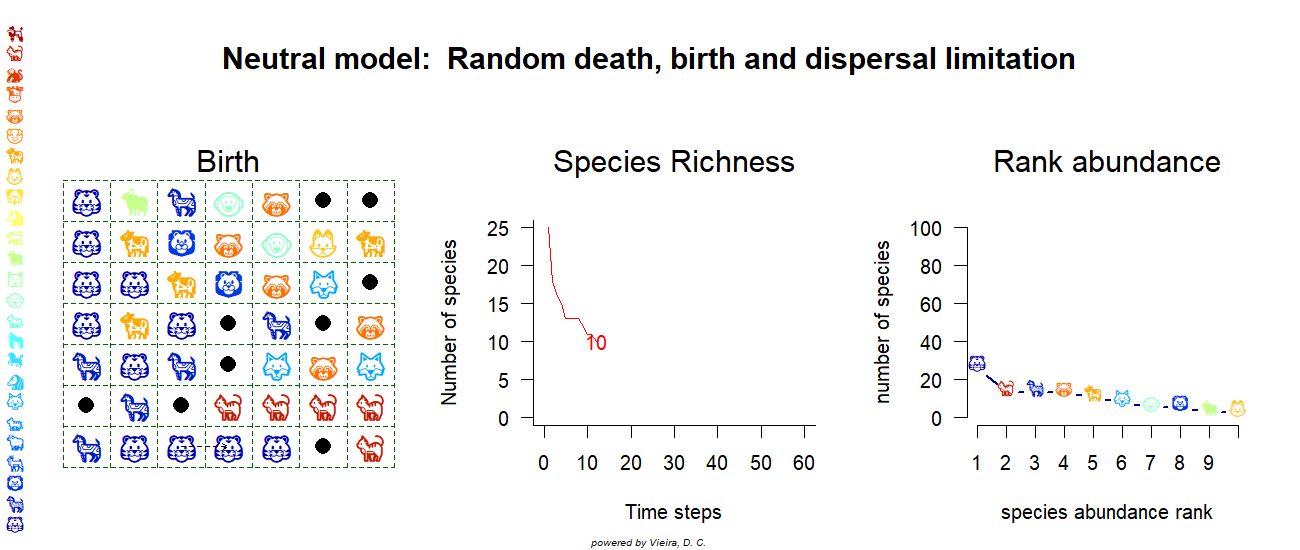 Neutral model:  Random death, birth and dispersal limitation
Birth
Species Richness
Rank abundance
Number of species
25
20
15
10
5
0
10
0 10 20 30 40 50 60
Time steps
number of species
100
80
60
40
20
0
1 2 3 4 5 6 7 8 9
species abundance rank
powered by Vieira, D. C.